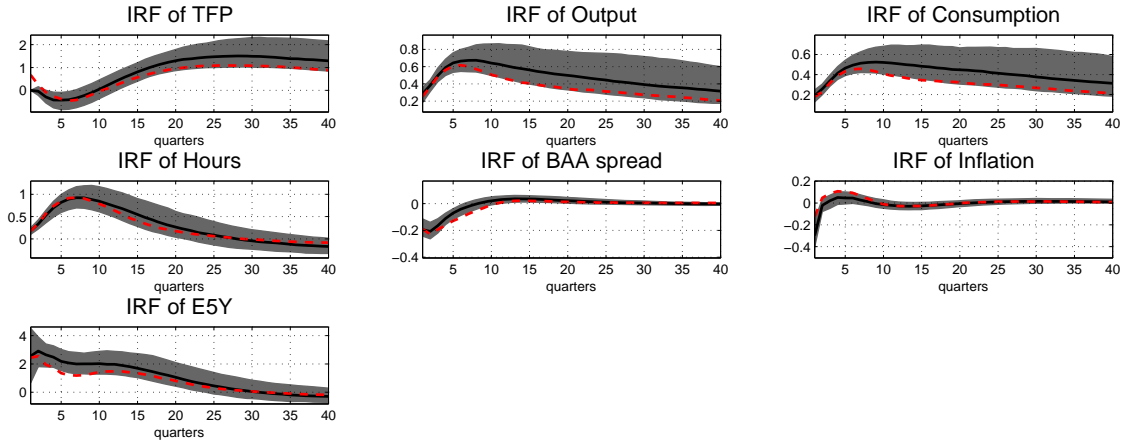 IRF of TFP
2
1
0
5 10 15 20 25 30 35 40
quarters
IRF of Output
0.8
0.6
0.4
0.2
5 10 15 20 25 30 35 40
quarters
IRF of Consumption
0.6
0.4
0.2
5 10 15 20 25 30 35 40
quarters
IRF of Hours
1
0.5
0
5 10 15 20 25 30 35 40
quarters
IRF of BAA spread
0
−0.2
−0.4
5 10 15 20 25 30 35 40
quarters
IRF of Inflation
0.2
0
−0.2
−0.4
5 10 15 20 25 30 35 40
quarters
IRF of E5Y
4
2
0
5 10 15 20 25 30 35 40
quarters